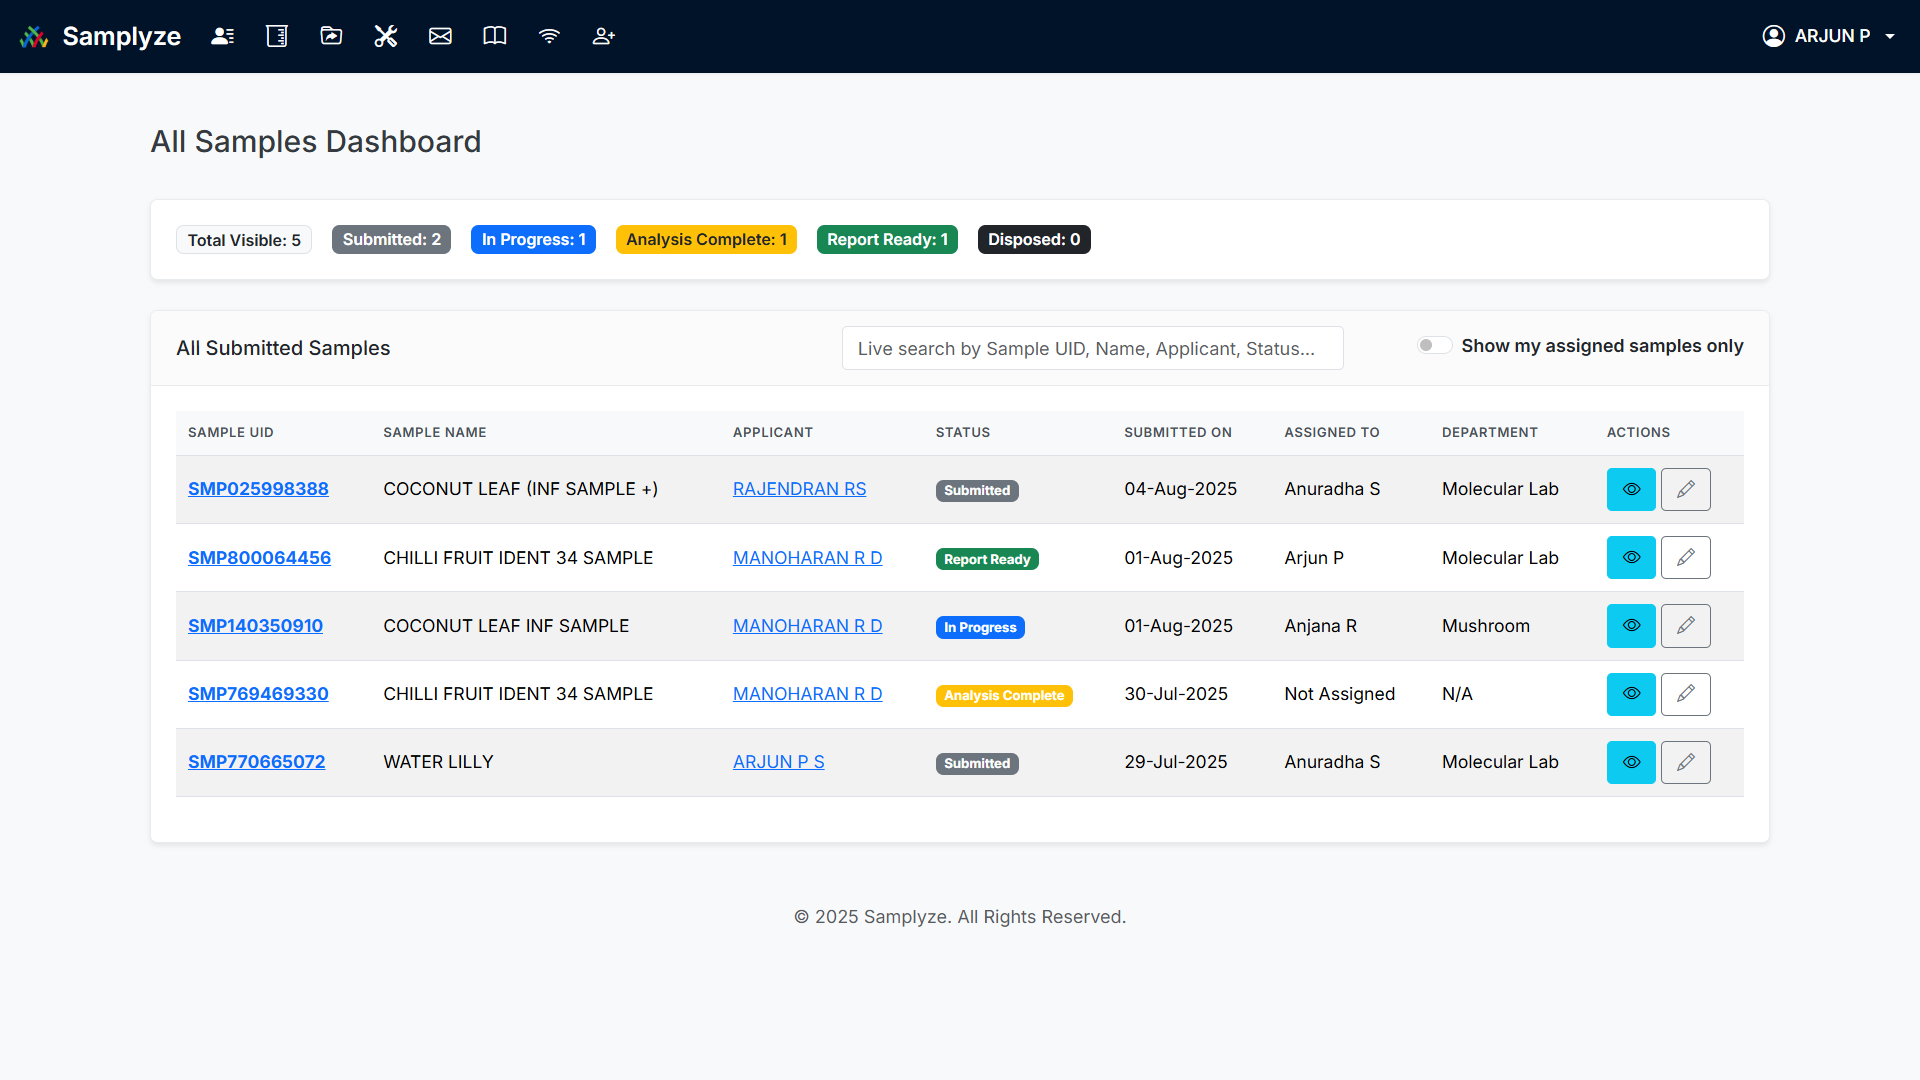 Samplyze ARJUN P
All Samples Dashboard
Total Visible: 5 Submitted: 2 In Progress: 1 Analysis Complete: 1 Report Ready: 1 Disposed: 0
All Submitted Samples Live search by Sample UID, Name, Applicant, Status... Show my assigned samples only
SAMPLE UID SAMPLE NAME APPLICANT STATUS SUBMITTED ON ASSIGNED TO DEPARTMENT ACTIONS
SMP025998388 COCONUT LEAF (INF SAMPLE +) RAJENDRAN RS Submitted 04-Aug-2025 Anuradha S Molecular Lab
SMP800064456 CHILLI FRUIT IDENT 34 SAMPLE MANOHARAN R D Report Ready 01-Aug-2025 Arjun P Molecular Lab
SMP140350910 COCONUT LEAF INF SAMPLE MANOHARAN R D In Progress 01-Aug-2025 Anjana R Mushroom
SMP769469330 CHILLI FRUIT IDENT 34 SAMPLE MANOHARAN R D Analysis Complete 30-Jul-2025 Not Assigned N/A
SMP770665072 WATER LILLY ARJUN P S Submitted 29-Jul-2025 Anuradha S Molecular Lab
© 2025 Samplyze. All Rights Reserved.